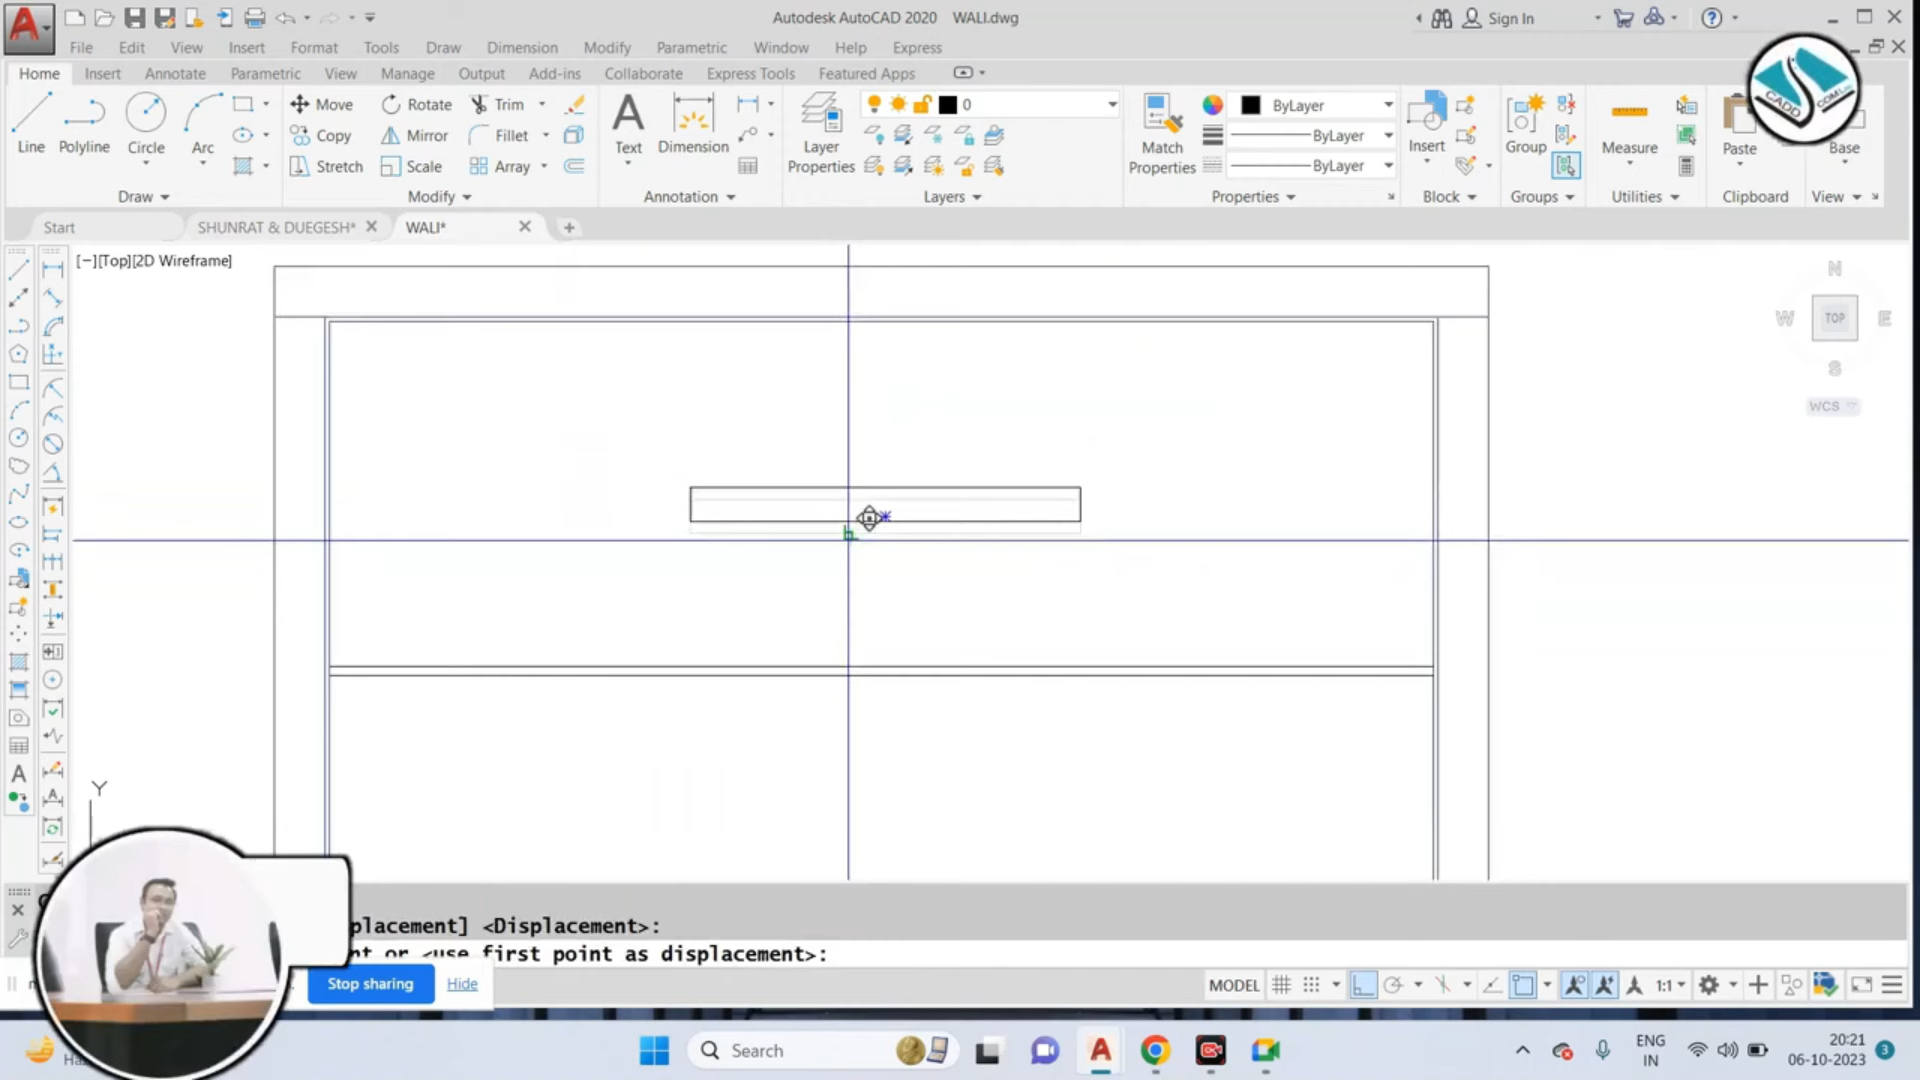 Autodesk AutoCAD 2020 WALI.dwg
Sign In
File Edit View Insert Format Tools Draw Dimension Modify Parametric Window Help Express
Home Insert Annotate Parametric View Manage Output Add-ins Collaborate Express Tools Featured Apps
Line Polyline Circle Arc
Move Rotate Trim
Copy Mirror Fillet
Stretch Scale Array
Text Dimension
Layer Properties
0
Match Properties
ByLayer
ByLayer
ByLayer
Insert
Group
Measure
Paste
Base
Draw Modify Annotation Layers Properties Block Groups Utilities Clipboard View
CADD
Start SHUNRAT & DUEGESH* WALI*
[−][Top][2D Wireframe]
N
W TOP E
S
WCS
Y
placement] <Displacement>:
nt or <use first point as displacement>:
Stop sharing Hide
MODEL 1:1
Search
ENG
IN
20:21
06-10-2023
3